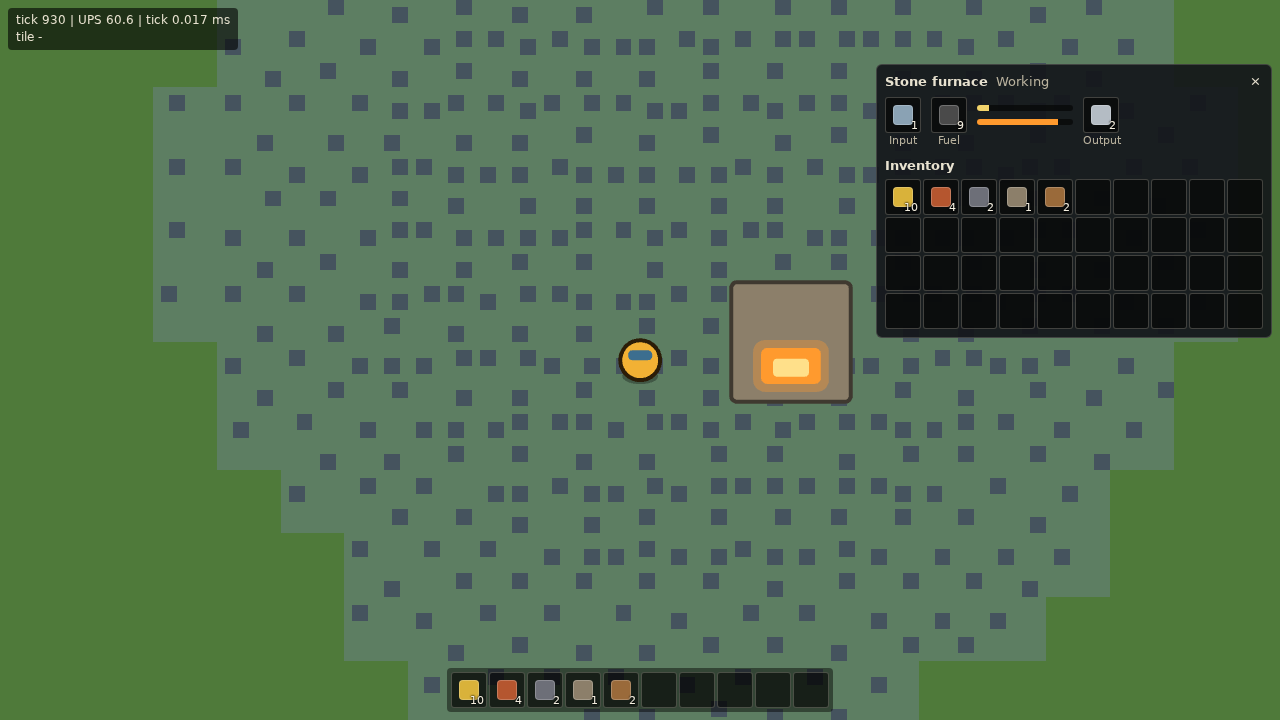 tick 930 | UPS 60.6 | tick 0.017 ms
tile -
Stone furnace Working ×
1 9 2
Input Fuel Output
Inventory
10 4 2 1 2
10 4 2 1 2